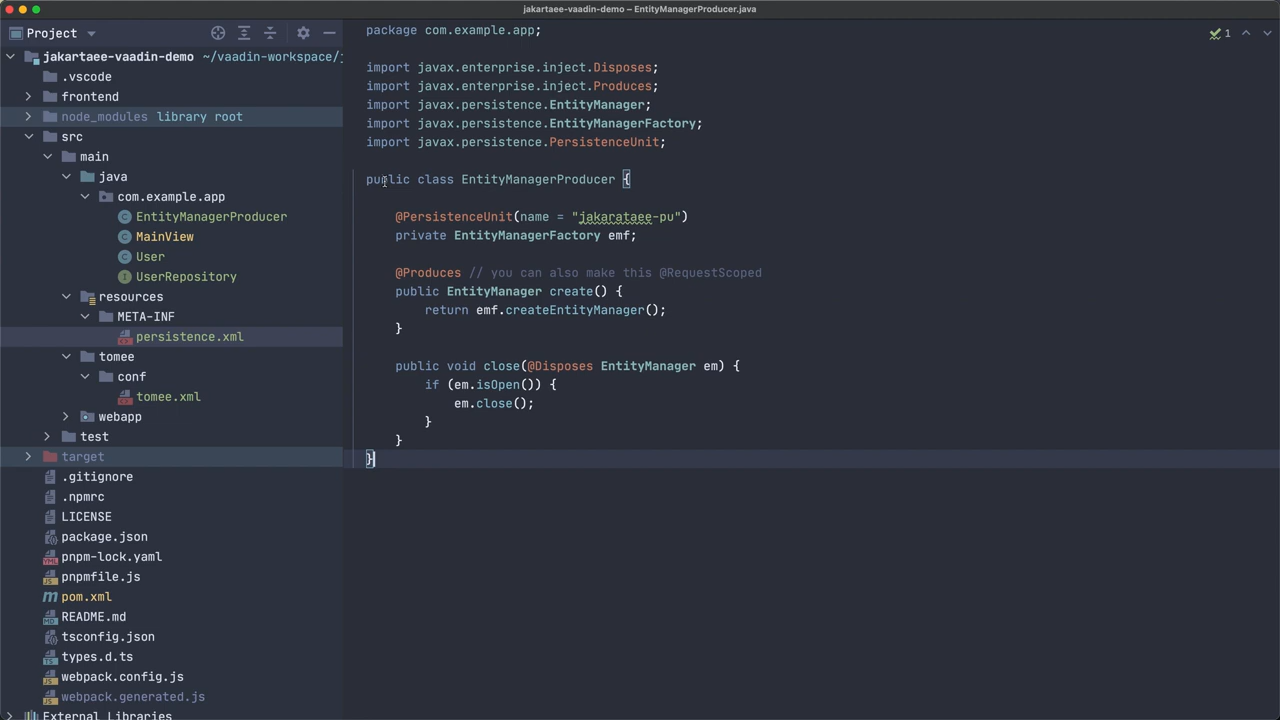 jakartaee-vaadin-demo – EntityManagerProducer.java
Project
jakartaee-vaadin-demo ~/vaadin-workspace/j
.vscode
frontend
node_modules library root
src
main
java
com.example.app
EntityManagerProducer
MainView
User
UserRepository
resources
META-INF
persistence.xml
tomee
conf
tomee.xml
webapp
test
target
.gitignore
.npmrc
LICENSE
package.json
pnpm-lock.yaml
pnpmfile.js
pom.xml
README.md
tsconfig.json
types.d.ts
webpack.config.js
webpack.generated.js
External Libraries
package com.example.app;
import javax.enterprise.inject.Disposes;
import javax.enterprise.inject.Produces;
import javax.persistence.EntityManager;
import javax.persistence.EntityManagerFactory;
import javax.persistence.PersistenceUnit;
public class EntityManagerProducer {
@PersistenceUnit(name = "jakarataee-pu")
private EntityManagerFactory emf;
@Produces // you can also make this @RequestScoped
public EntityManager create() {
return emf.createEntityManager();
}
public void close(@Disposes EntityManager em) {
if (em.isOpen()) {
em.close();
}
}
}
1